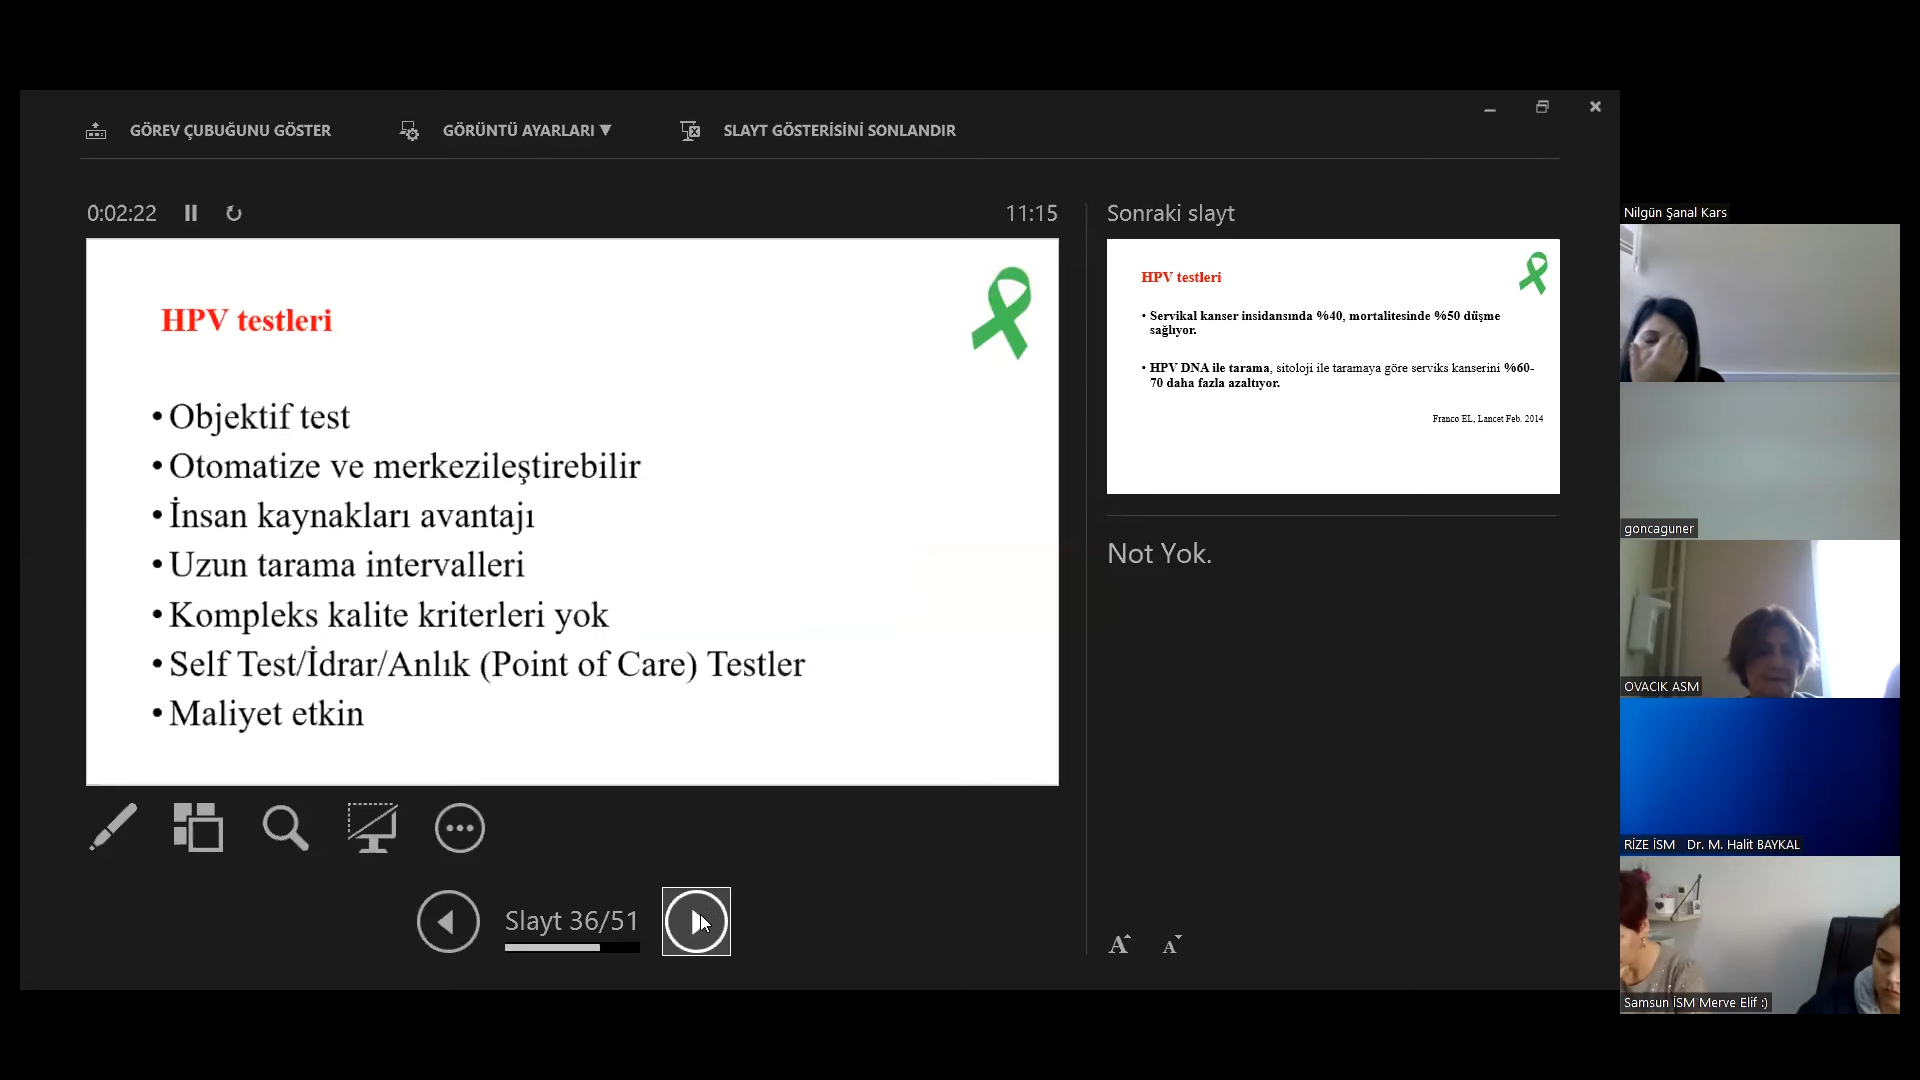 GÖREV ÇUBUĞUNU GÖSTER
GÖRÜNTÜ AYARLARI ▼
SLAYT GÖSTERİSİNİ SONLANDIR
0:02:22
11:15
HPV testleri
• Objektif test
• Otomatize ve merkezileştirebilir
• İnsan kaynakları avantajı
• Uzun tarama intervalleri
• Kompleks kalite kriterleri yok
• Self Test/İdrar/Anlık (Point of Care) Testler
• Maliyet etkin
Slayt 36/51
Sonraki slayt
HPV testleri
• Servikal kanser insidansında %40, mortalitesinde %50 düşme
sağlıyor.
• HPV DNA ile tarama, sitoloji ile taramaya göre serviks kanserini %60-
70 daha fazla azaltıyor.
Franco EL, Lancet Feb. 2014
Not Yok.
A A
Nilgün Şanal Kars
goncaguner
OVACIK ASM
RİZE İSM Dr. M. Halit BAYKAL
Samsun İSM Merve Elif :)